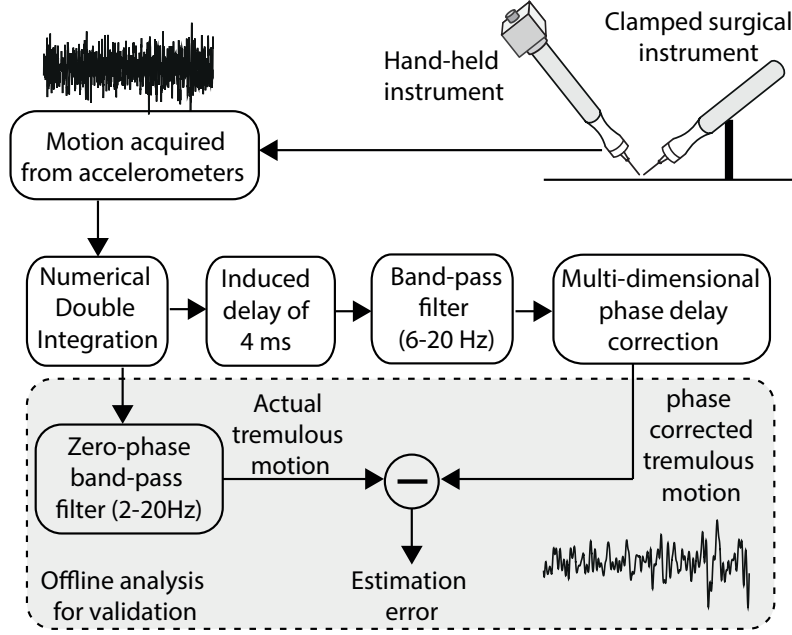 Clamped surgical
instrument
Hand-held
instrument
Motion acquired
from accelerometers
Numerical
Double
Integration
Induced
delay of
4 ms
Band-pass
filter
(6-20 Hz)
Multi-dimensional
phase delay
correction
Actual
tremulous
motion
phase
corrected
tremulous
motion
Zero-phase
band-pass
filter (2-20Hz)
Offline analysis
for validation
Estimation
error